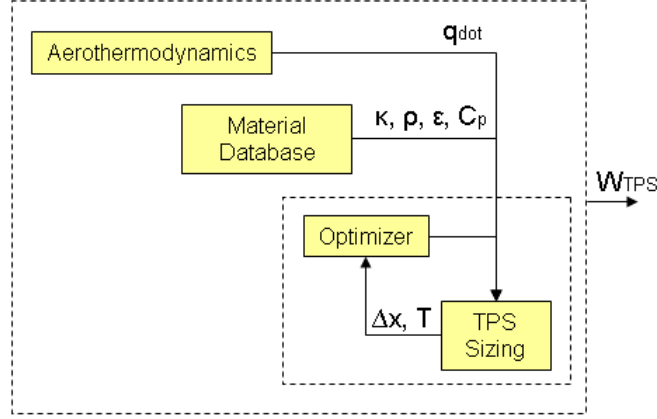 qdot
Aerothermodynamics
κ, ρ, ε, Cp
Material
Database
WTPS
Optimizer
Δx, T
TPS
Sizing